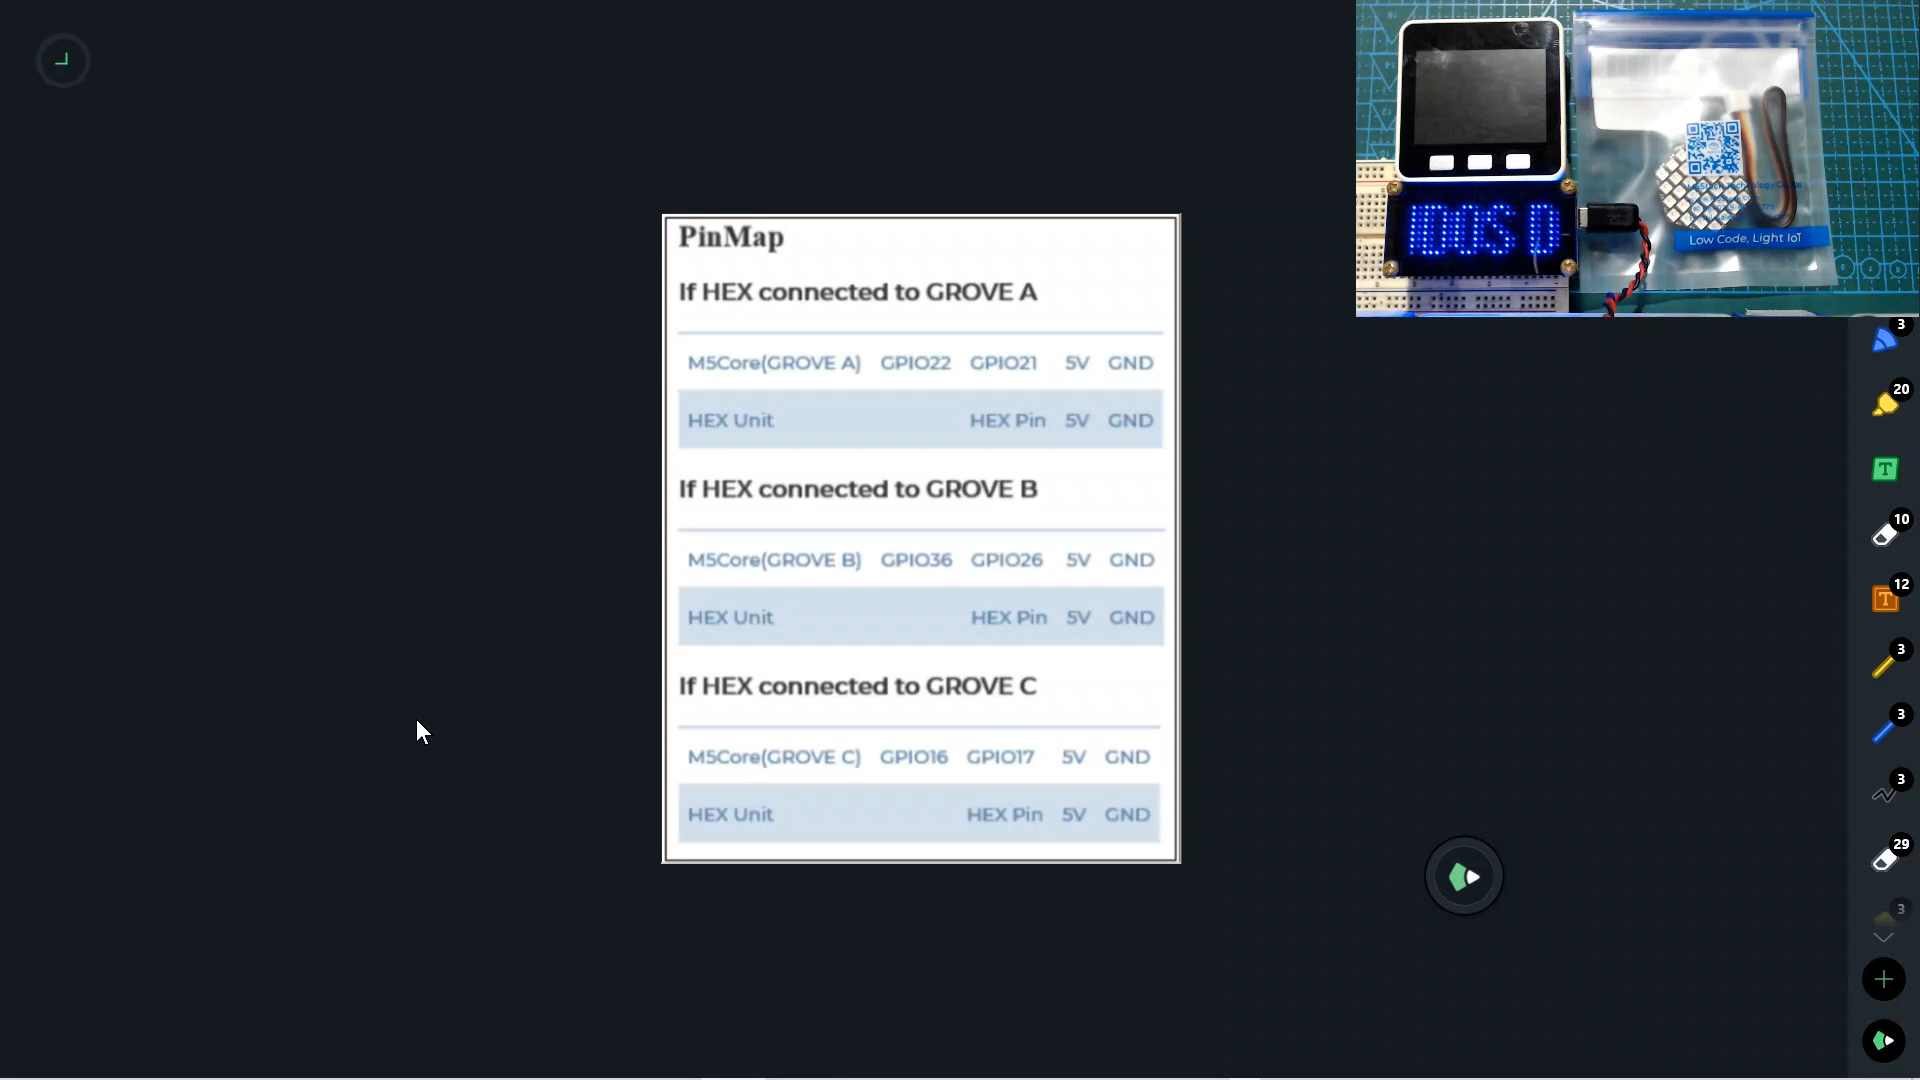 PinMap
If HEX connected to GROVE A
M5Core(GROVE A) GPIO22 GPIO21 5V GND
HEX Unit HEX Pin 5V GND
If HEX connected to GROVE B
M5Core(GROVE B) GPIO36 GPIO26 5V GND
HEX Unit HEX Pin 5V GND
If HEX connected to GROVE C
M5Core(GROVE C) GPIO16 GPIO17 5V GND
HEX Unit HEX Pin 5V GND
Low Code, Light IoT
3
20
T
10
12
T
3
3
3
29
3